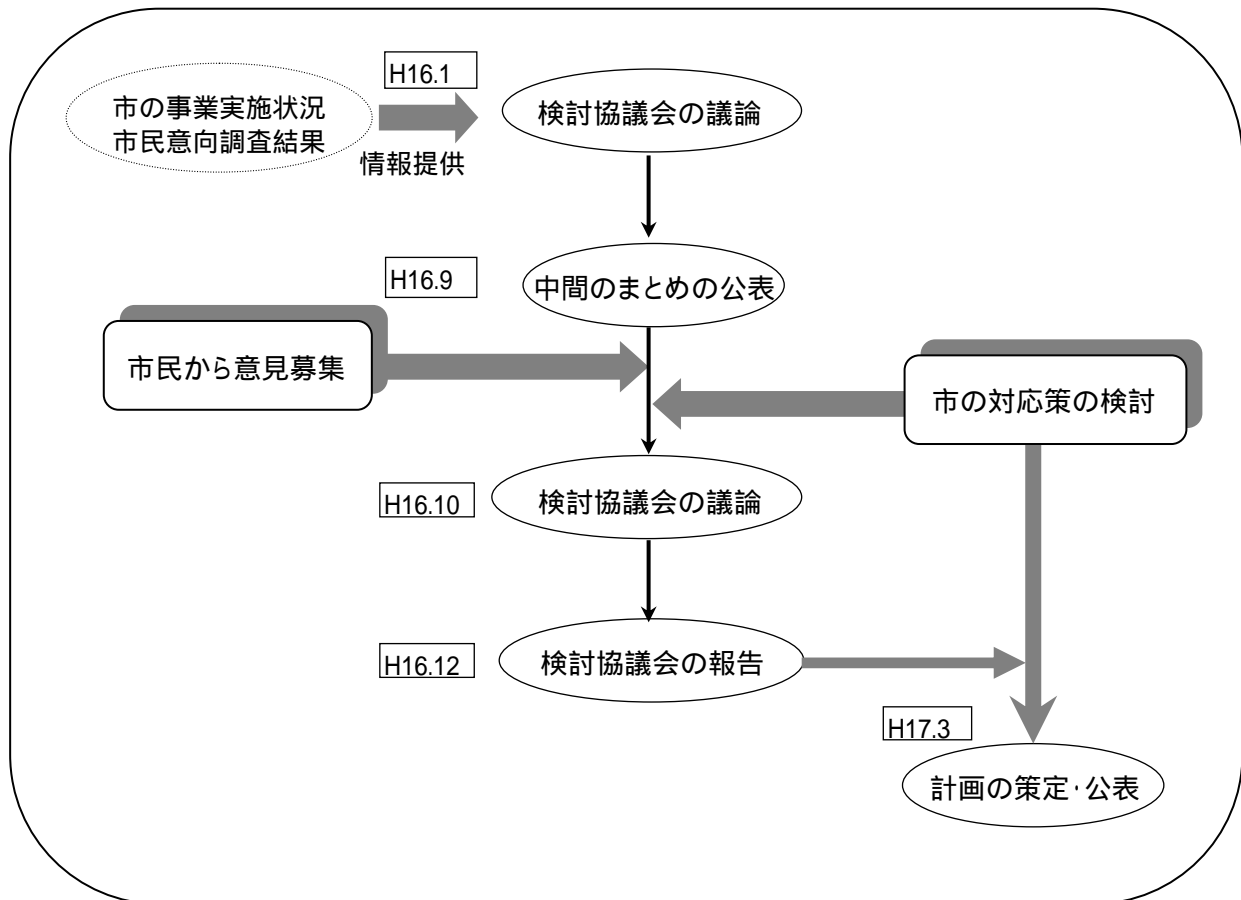 H16.1
市の事業実施状況
市民意向調査結果
情報提供
検討協議会の議論
H16.9
中間のまとめの公表
市民から意見募集
市の対応策の検討
H16.10
検討協議会の議論
H16.12
検討協議会の報告
H17.3
計画の策定・公表